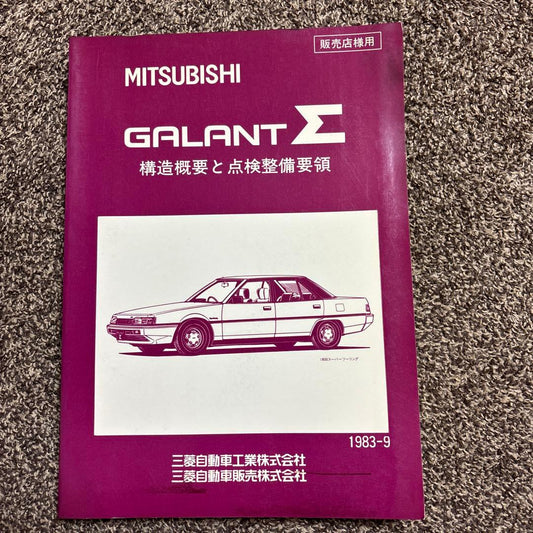 販売店様用
MITSUBISHI
GALANT Σ
構造概要と点検整備要領
1983-9
三菱自動車工業株式会社
三菱自動車販売株式会社